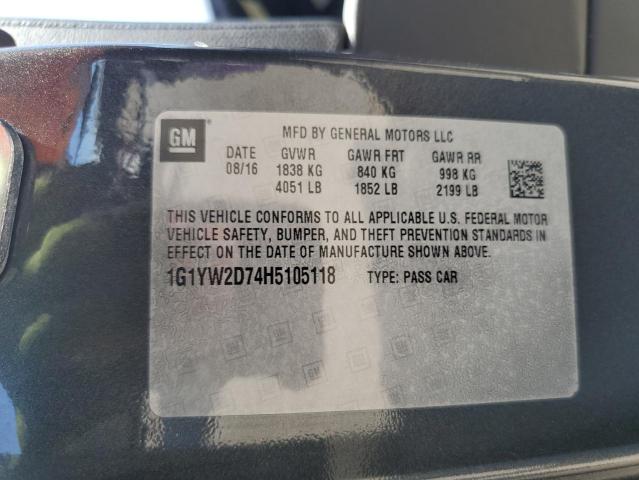 GM
MFD BY GENERAL MOTORS LLC
DATE GVWR GAWR FRT GAWR RR
08/16 1838 KG 840 KG 998 KG
4051 LB 1852 LB 2199 LB
THIS VEHICLE CONFORMS TO ALL APPLICABLE U.S. FEDERAL MOTOR
VEHICLE SAFETY, BUMPER, AND THEFT PREVENTION STANDARDS IN
EFFECT ON THE DATE OF MANUFACTURE SHOWN ABOVE.
1G1YW2D74H5105118 TYPE: PASS CAR